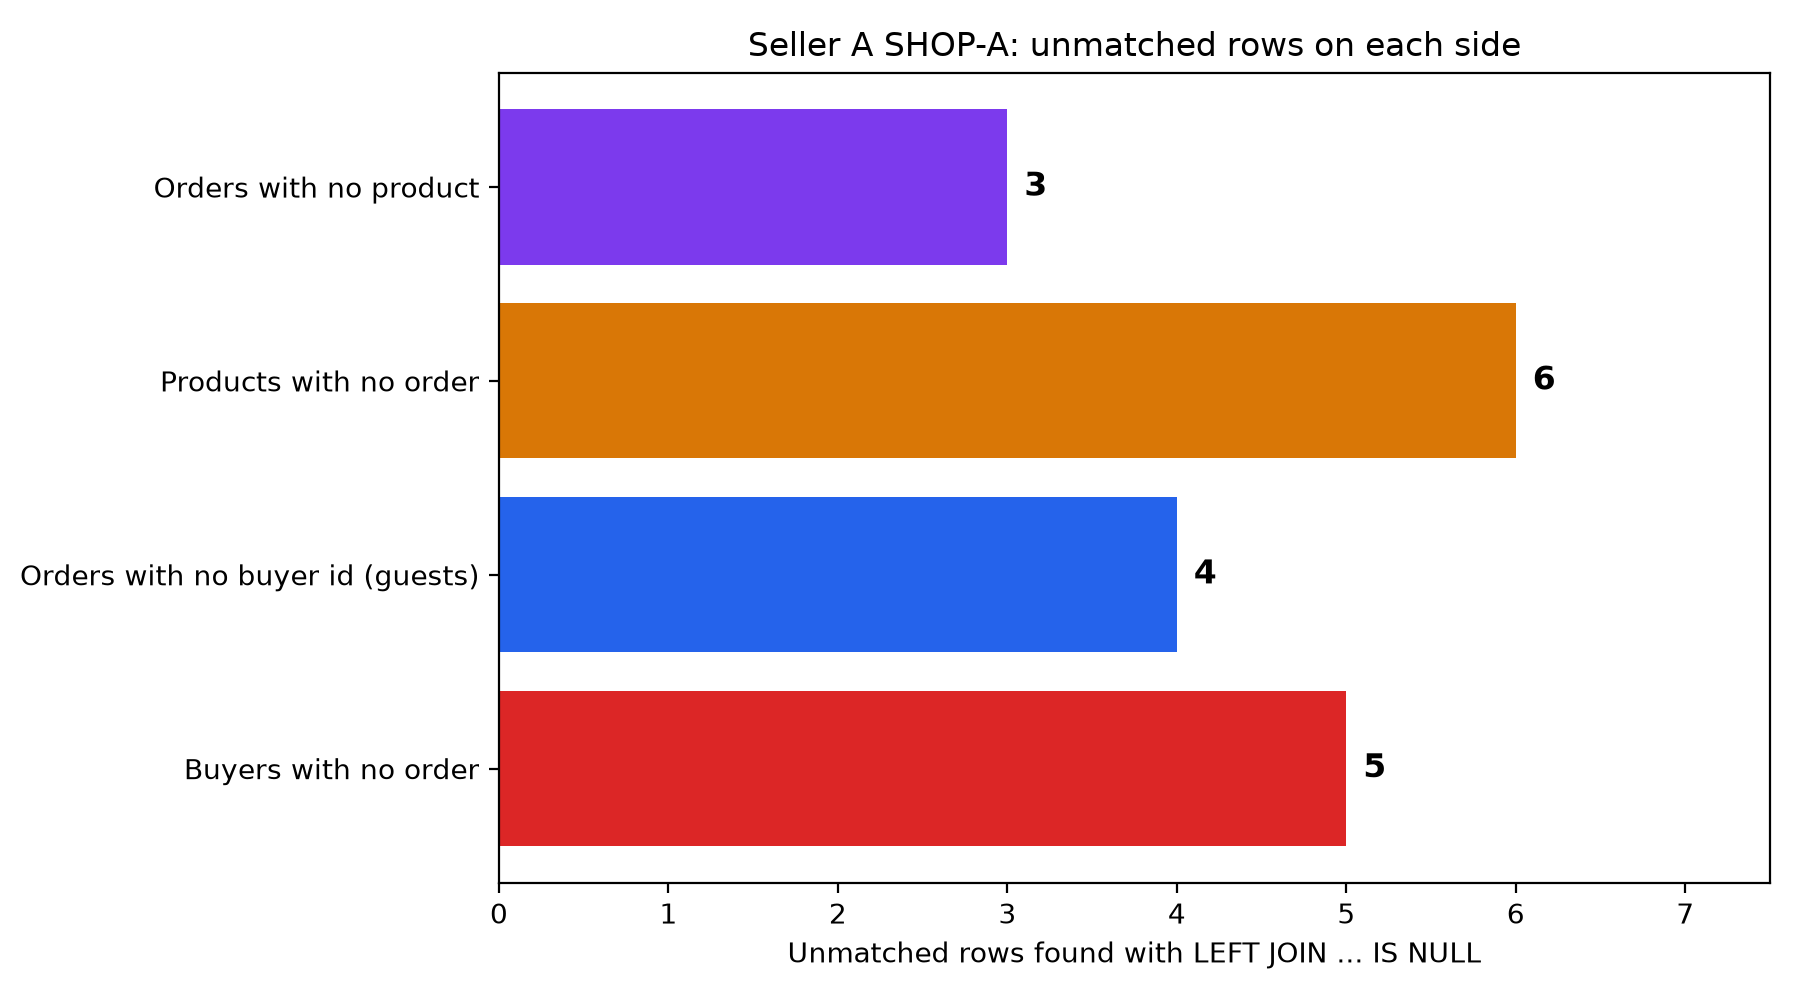 Seller A SHOP-A: unmatched rows on each side
Orders with no product
3
Products with no order
6
Orders with no buyer id (guests)
4
Buyers with no order
5
0 1 2 3 4 5 6 7
Unmatched rows found with LEFT JOIN ... IS NULL